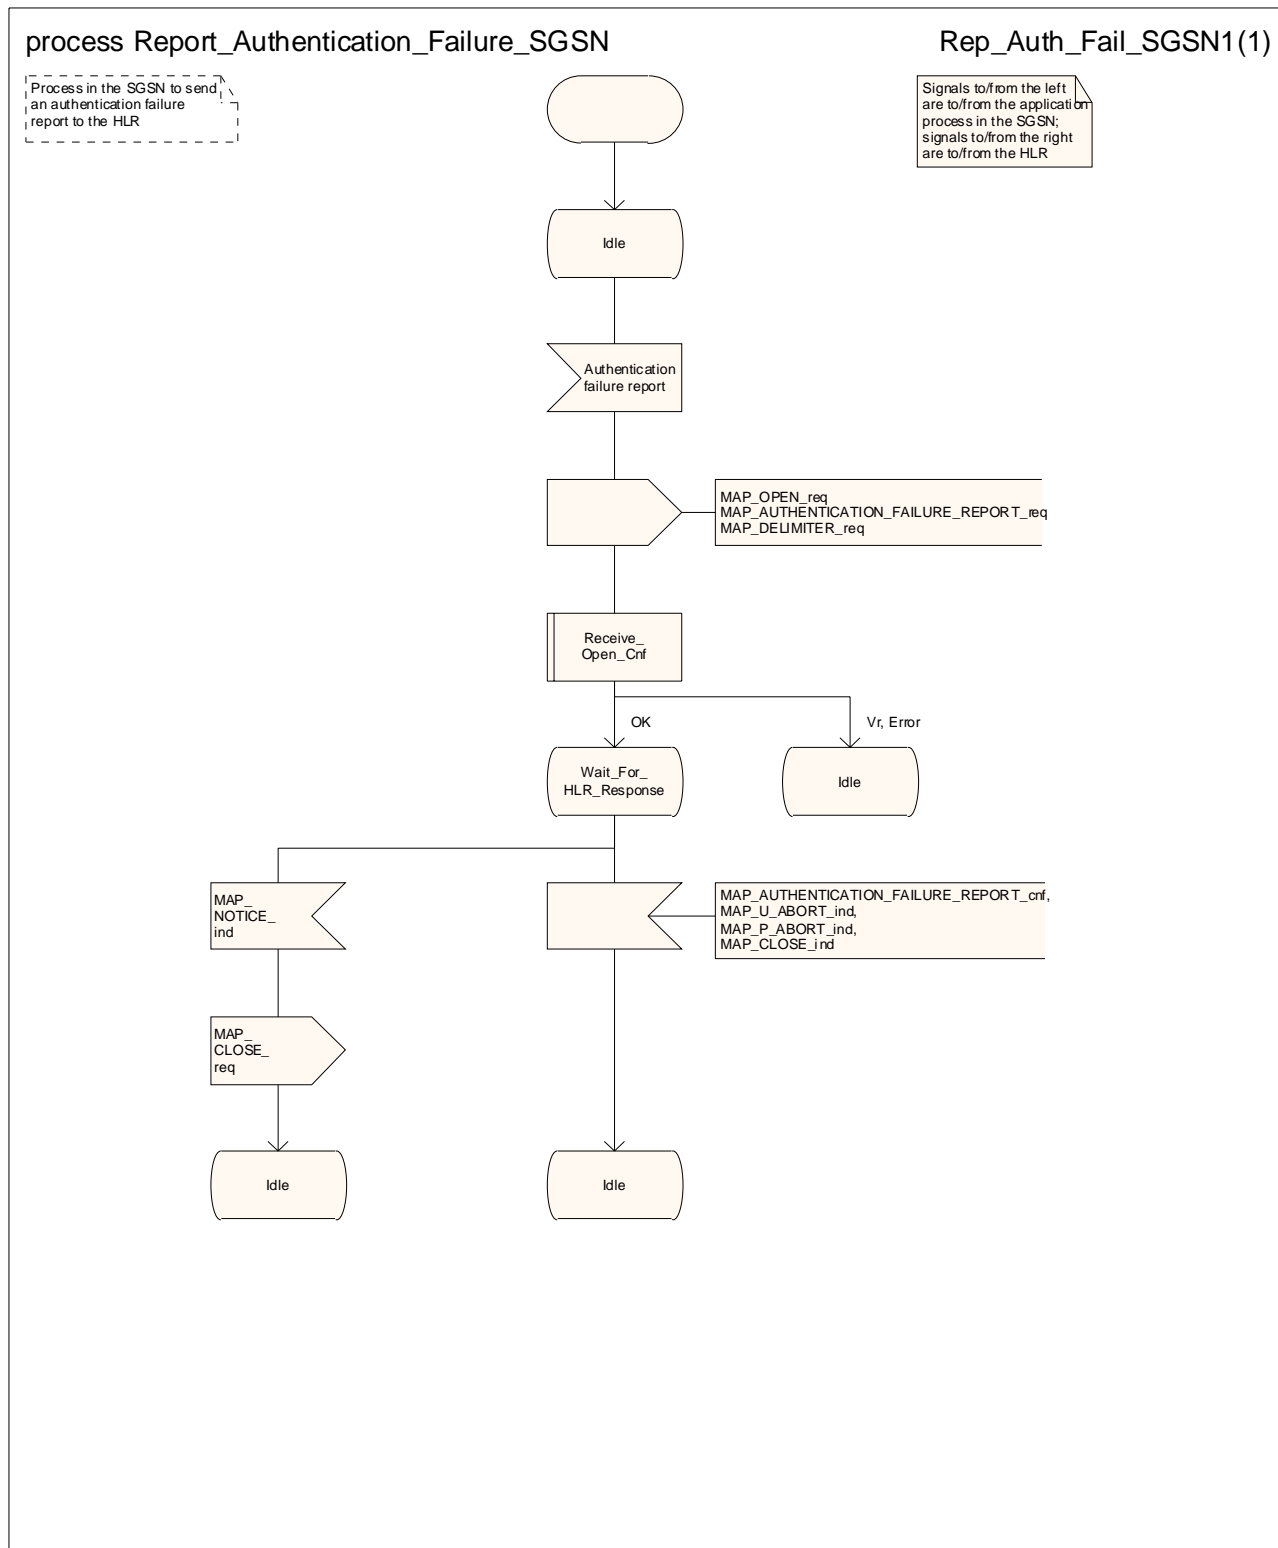 process Report_Authentication_Failure_SGSN
Rep_Auth_Fail_SGSN1(1)
Process in the SGSN to send
an authentication failure
report to the HLR
Signals to/from the left
are to/from the application
process in the SGSN;
signals to/from the right
are to/from the HLR
Idle
Authentication
failure report
MAP_OPEN_req
MAP_AUTHENTICATION_FAILURE_REPORT_req
MAP_DELIMITER_req
Receive_
Open_Cnf
OK
Vr, Error
Wait_For_
HLR_Response
Idle
MAP_
NOTICE_
ind
MAP_AUTHENTICATION_FAILURE_REPORT_cnf,
MAP_U_ABORT_ind,
MAP_P_ABORT_ind,
MAP_CLOSE_ind
MAP_
CLOSE_
req
Idle
Idle